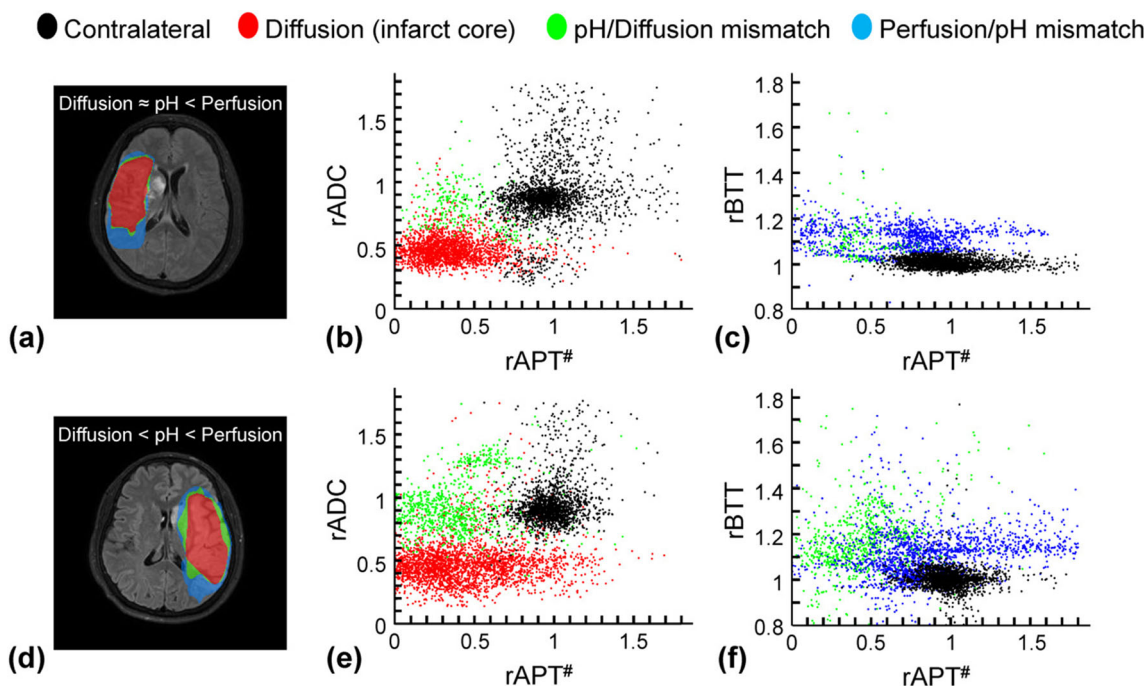 Contralateral Diffusion (infarct core) pH/Diffusion mismatch Perfusion/pH mismatch
Diffusion ≈ pH < Perfusion
(a)
rADC
1.5
1
0.5
0
0 0.5 1 1.5
rAPT#
(b)
rBTT
1.8
1.6
1.4
1.2
1
0.8
0 0.5 1 1.5
rAPT#
(c)
Diffusion < pH < Perfusion
(d)
rADC
1.5
1
0.5
0
0 0.5 1 1.5
rAPT#
(e)
rBTT
1.8
1.6
1.4
1.2
1
0.8
0 0.5 1 1.5
rAPT#
(f)